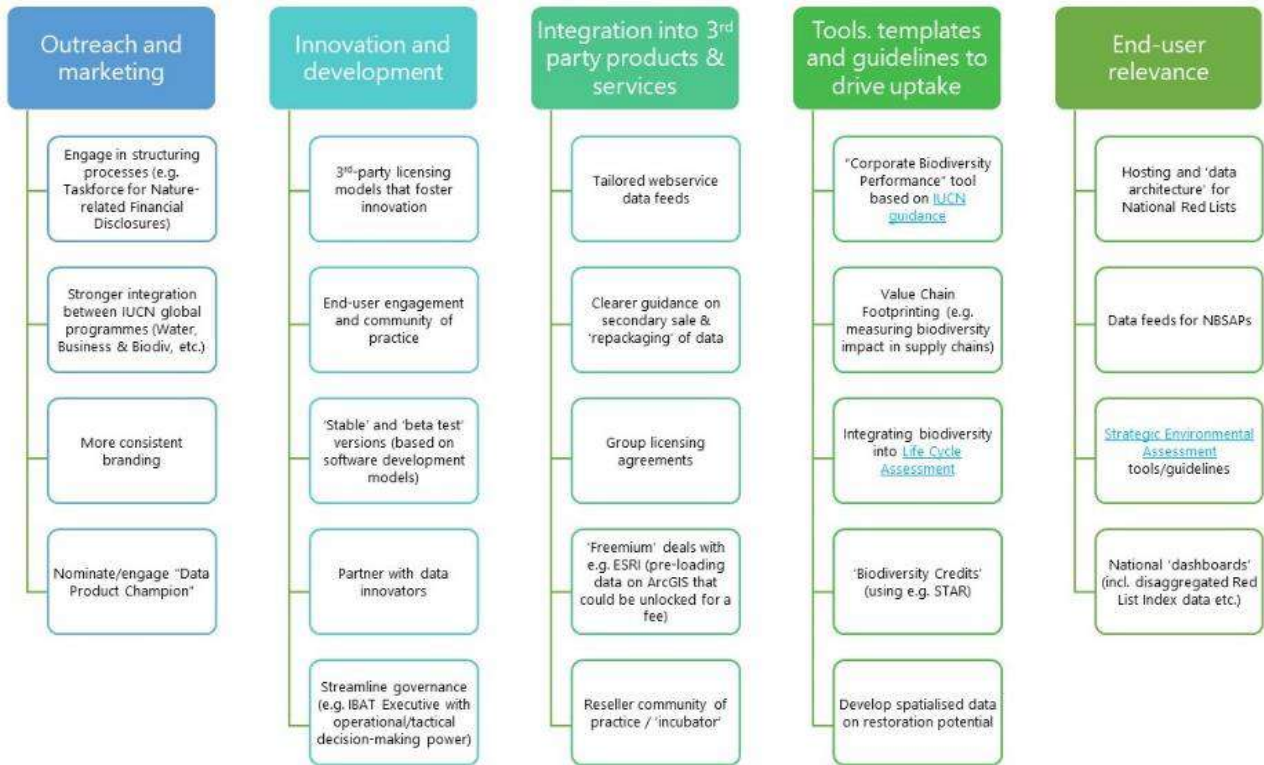 Outreach and
marketing
Engage in structuring
processes (e.g.
Taskforce for Nature-
related Financial
Disclosures)
Stronger integration
between IUCN global
programmes (Water,
Business & Biodiv, etc.)
More consistent
branding
Nominate/engage "Data
Product Champion"
Innovation and
development
3rd-party licensing
models that foster
innovation
End-user engagement
and community of
practice
'Stable' and 'beta test'
versions (based on
software development
models)
Partner with data
innovators
Streamline governance
(e.g. IBAT Executive with
operational/tactical
decision-making power)
Integration into 3rd
party products &
services
Tailored webservice
data feeds
Clearer guidance on
secondary sale &
'repackaging' of data
Group licensing
agreements
'Freemium' deals with
e.g. ESRI (pre-loading
data on ArcGIS that
could be unlocked for a
fee)
Reseller community of
practice / 'incubator'
Tools. templates
and guidelines to
drive uptake
"Corporate Biodiversity
Performance" tool
based on IUCN
guidance
Value Chain
Footprinting (e.g.
measuring biodiversity
impact in supply chains)
Integrating biodiversity
into Life Cycle
Assessment
'Biodiversity Credits'
(using e.g. STAR)
Develop spatialised data
on restoration potential
End-user
relevance
Hosting and 'data
architecture' for
National Red Lists
Data feeds for NBSAPs
Strategic Environmental
Assessment
tools/guidelines
National 'dashboards'
(incl. disaggregated Red
List Index data etc.)